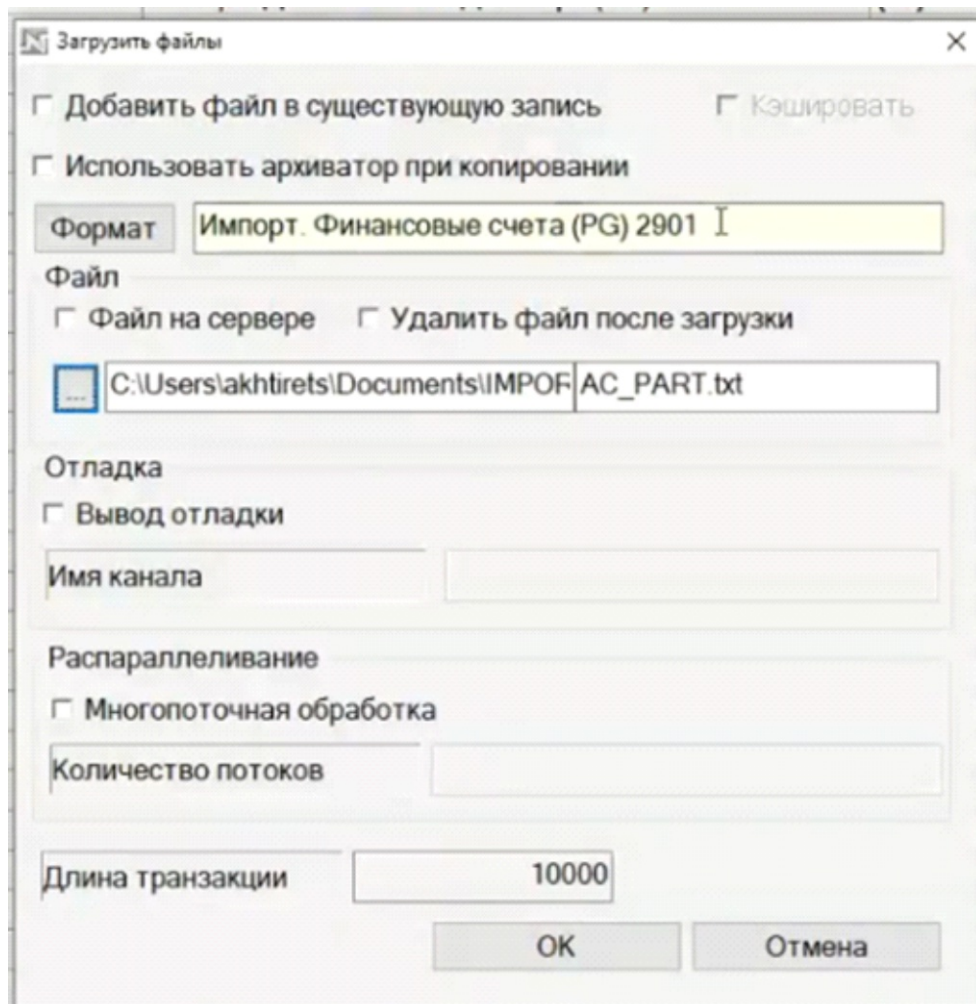 Загрузить файлы
Добавить файл в существующую запись Кэшировать
Использовать архиватор при копировании
Формат Импорт. Финансовые счета (PG) 2901
Файл
Файл на сервере Удалить файл после загрузки
... C:\Users\akhtirets\Documents\IMPOR AC_PART.txt
Отладка
Вывод отладки
Имя канала
Распараллеливание
Многопоточная обработка
Количество потоков
Длина транзакции 10000
OK Отмена